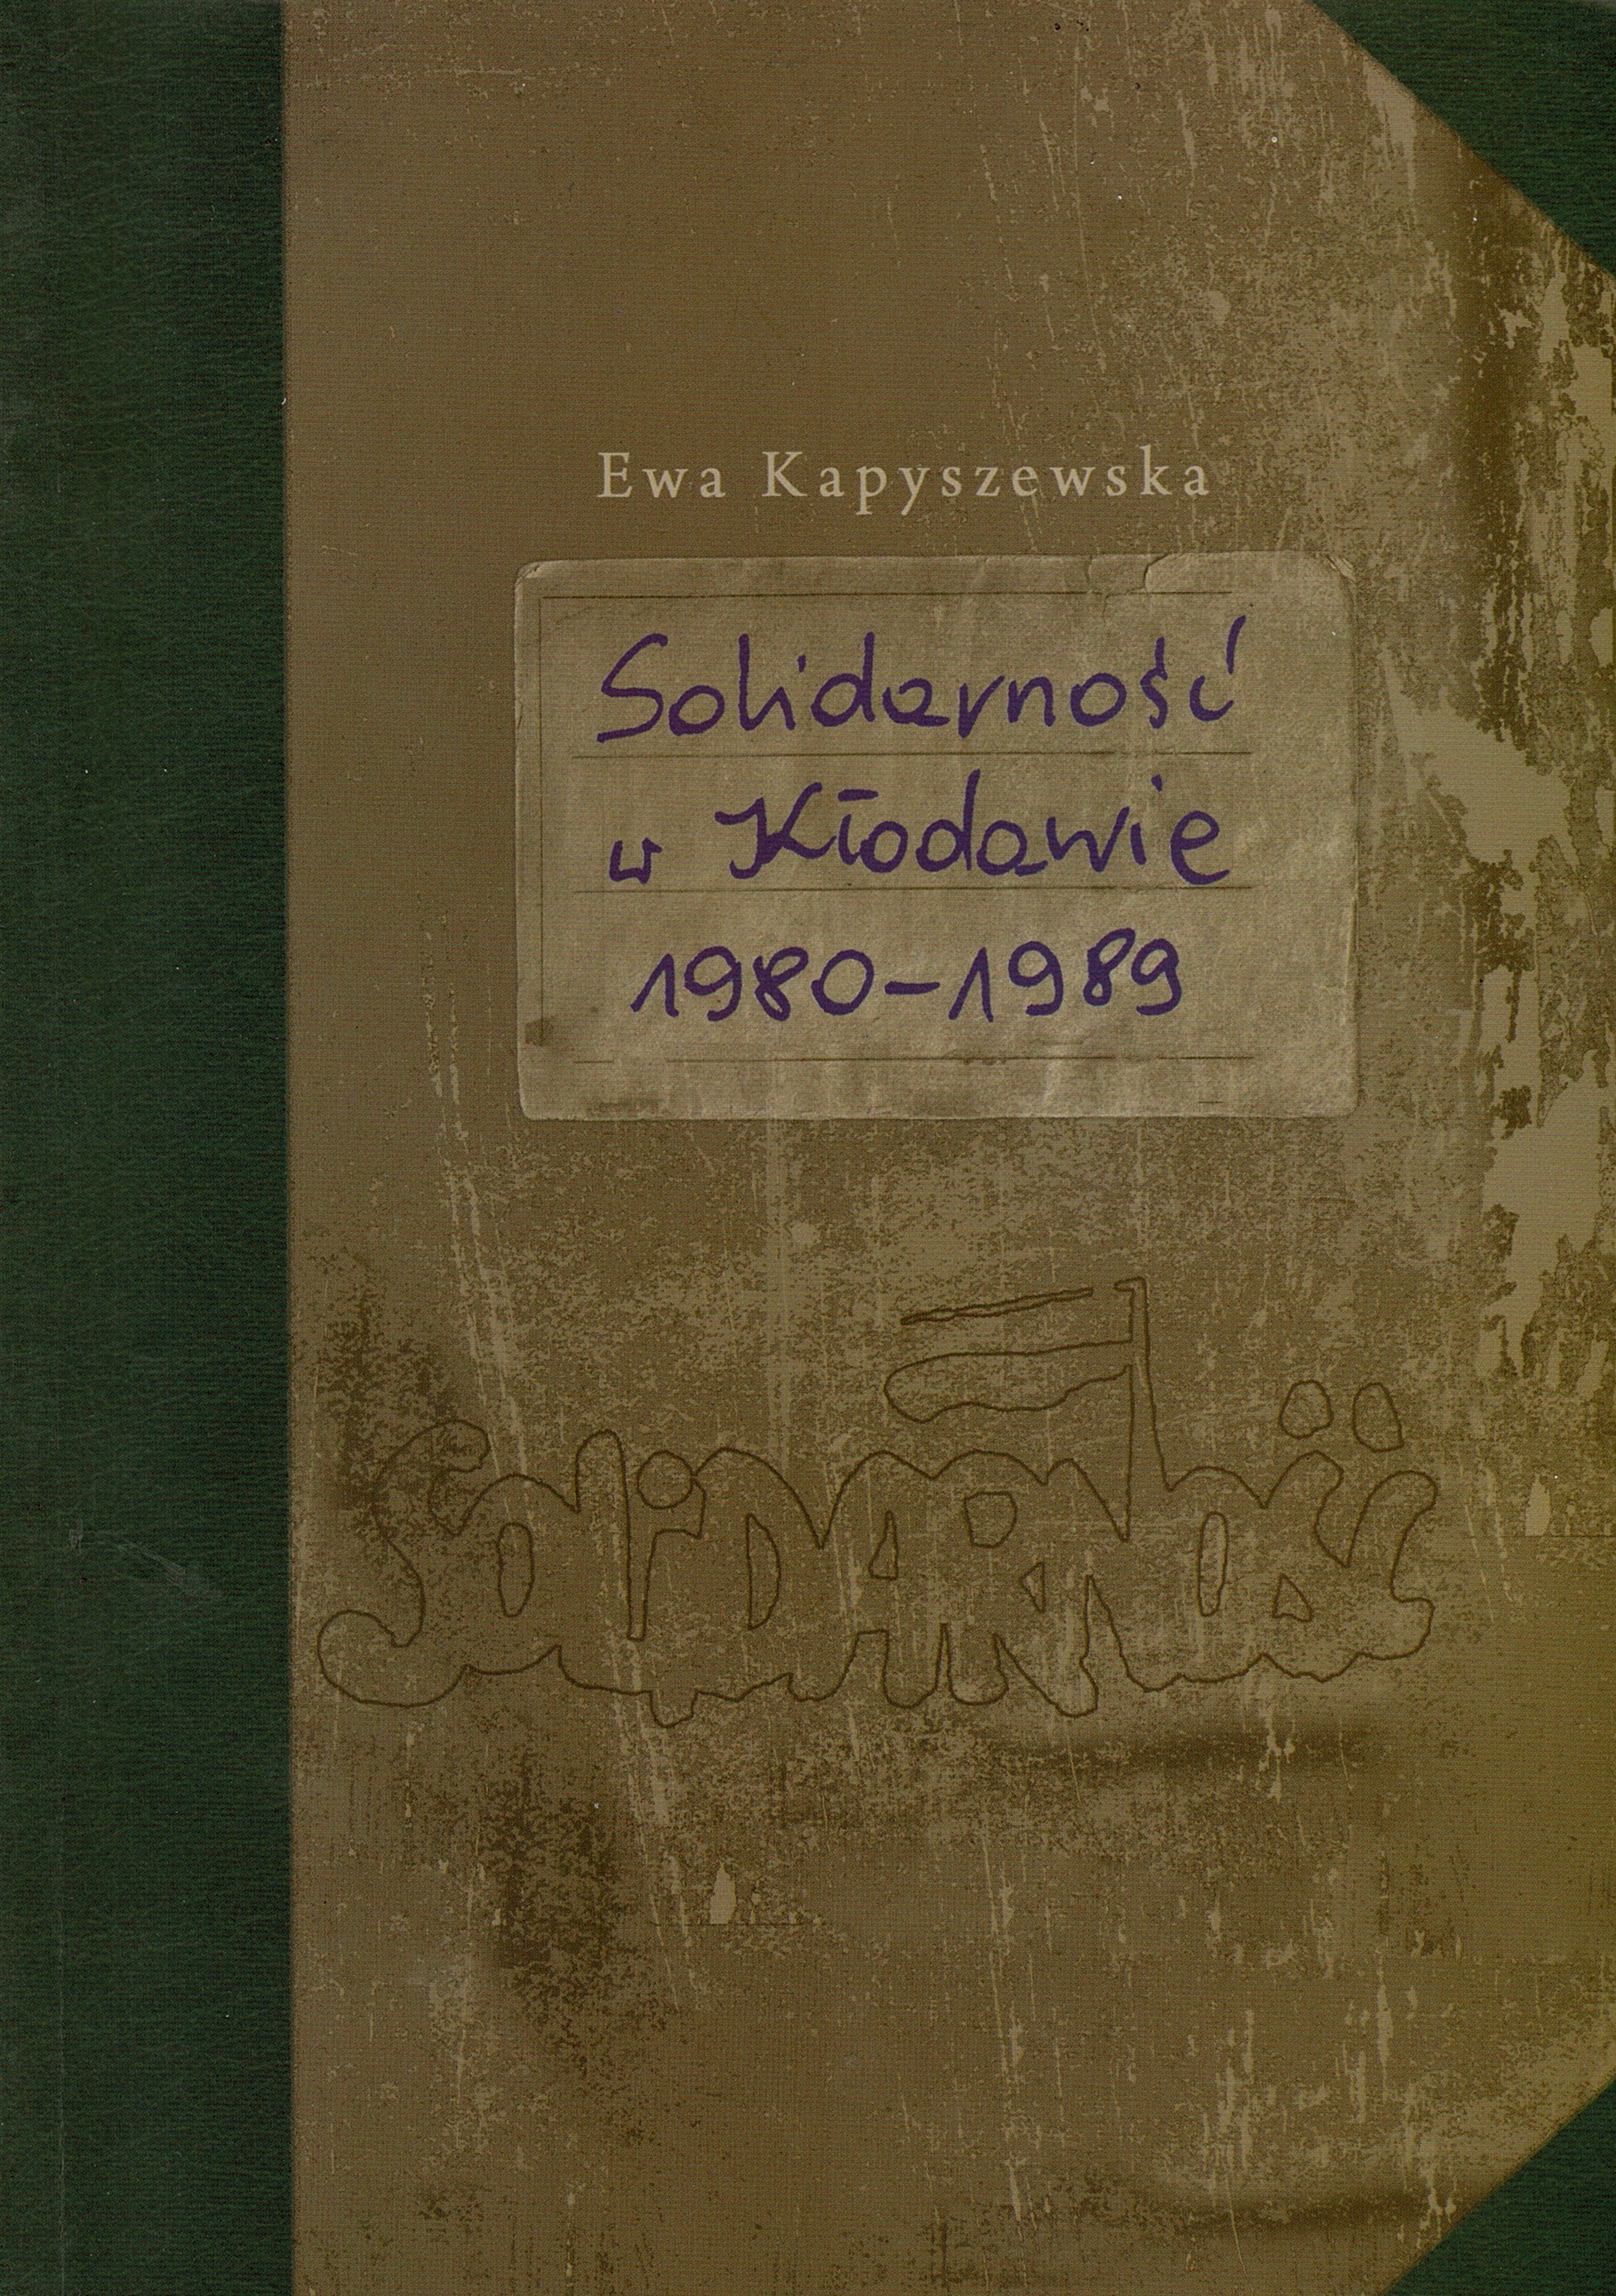 Ewa Kapyszewska
Solidarność
w Kłodawie
1980-1989
SOLIDARNOŚĆ